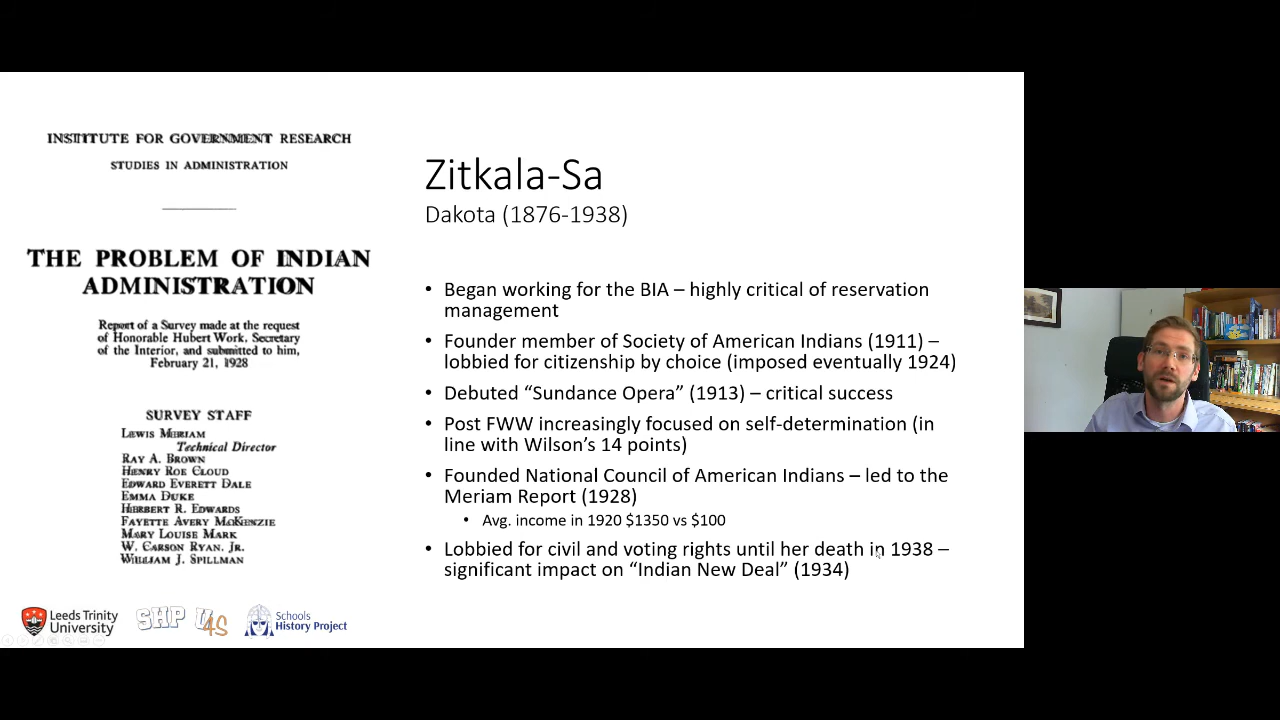 INSTITUTE FOR GOVERNMENT RESEARCH
STUDIES IN ADMINISTRATION
THE PROBLEM OF INDIAN
ADMINISTRATION
Report of a Survey made at the request
of Honorable Hubert Work, Secretary
of the Interior, and submitted to him,
February 21, 1928
SURVEY STAFF
LEWIS MERIAM
Technical Director
RAY A. BROWN
HENRY ROE CLOUD
EDWARD EVERETT DALE
EMMA DUKE
HERBERT R. EDWARDS
FAYETTE AVERY MCKENZIE
MARY LOUISE MARK
W. CARSON RYAN, JR.
WILLIAM J. SPILLMAN
Zitkala-Sa
Dakota (1876-1938)
• Began working for the BIA – highly critical of reservation
management
• Founder member of Society of American Indians (1911) –
lobbied for citizenship by choice (imposed eventually 1924)
• Debuted “Sundance Opera” (1913) – critical success
• Post FWW increasingly focused on self-determination (in
line with Wilson’s 14 points)
• Founded National Council of American Indians – led to the
Meriam Report (1928)
• Avg. income in 1920 $1350 vs $100
• Lobbied for civil and voting rights until her death in 1938 –
significant impact on “Indian New Deal” (1934)
Leeds Trinity
University
SHP
4S
Schools
History Project